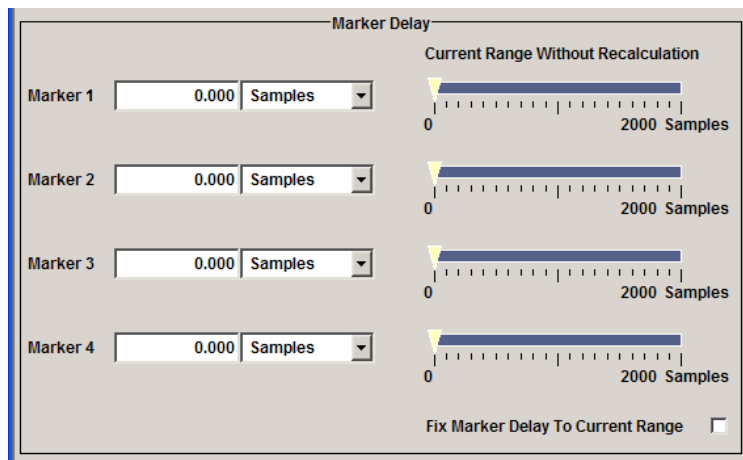 Marker Delay
Current Range Without Recalculation
Marker 1 0.000 Samples
0 2000 Samples
Marker 2 0.000 Samples
0 2000 Samples
Marker 3 0.000 Samples
0 2000 Samples
Marker 4 0.000 Samples
0 2000 Samples
Fix Marker Delay To Current Range